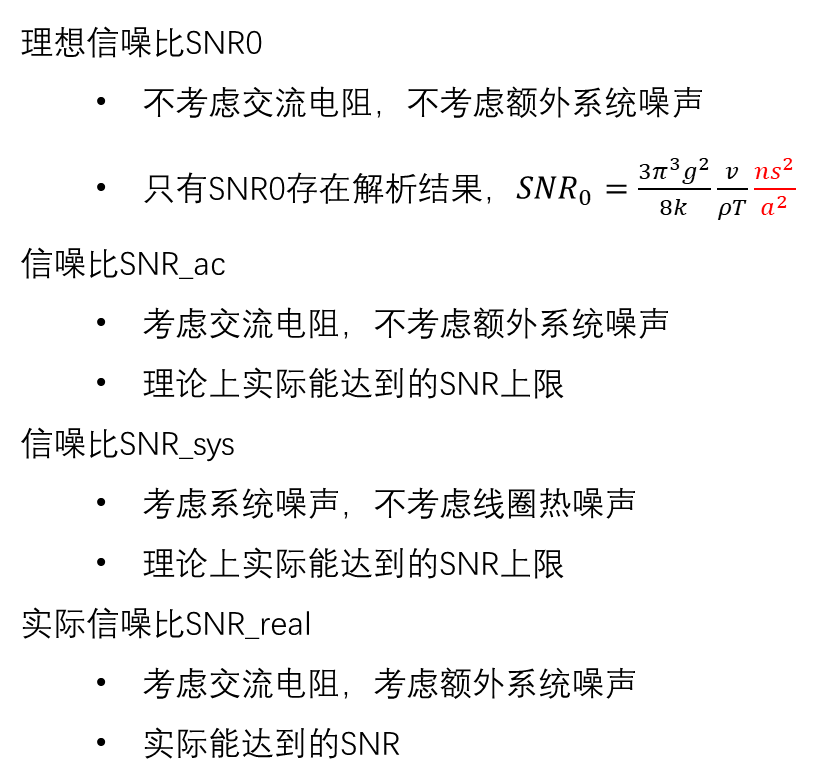 理想信噪比SNR0
• 不考虑交流电阻，不考虑额外系统噪声
• 只有SNR0存在解析结果，$SNR_0 = \frac{3\pi^3 g^2}{8k} \frac{v}{\rho T} \frac{ns^2}{a^2}$
信噪比SNR_ac
• 考虑交流电阻，不考虑额外系统噪声
• 理论上实际能达到的SNR上限
信噪比SNR_sys
• 考虑系统噪声，不考虑线圈热噪声
• 理论上实际能达到的SNR上限
实际信噪比SNR_real
• 考虑交流电阻，考虑额外系统噪声
• 实际能达到的SNR